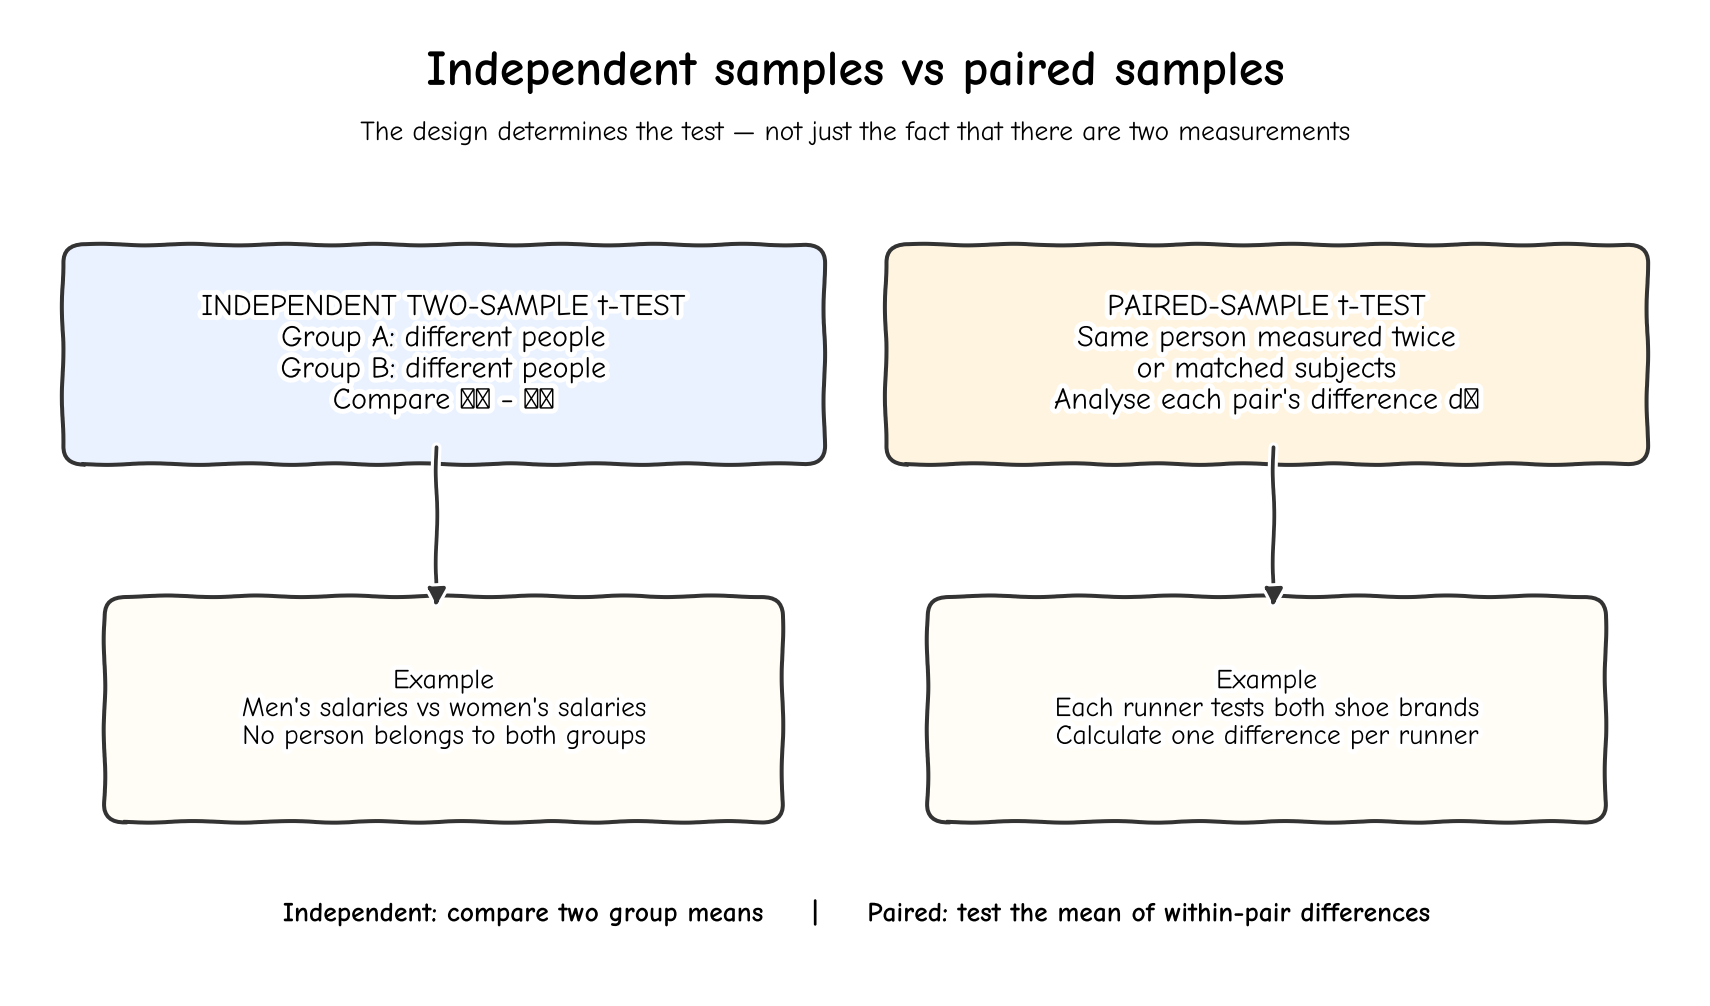 Independent samples vs paired samples
The design determines the test — not just the fact that there are two measurements
INDEPENDENT TWO-SAMPLE t-TEST
Group A: different people
Group B: different people
Compare –
PAIRED-SAMPLE t-TEST
Same person measured twice
or matched subjects
Analyse each pair's difference d
Example
Men's salaries vs women's salaries
No person belongs to both groups
Example
Each runner tests both shoe brands
Calculate one difference per runner
Independent: compare two group means | Paired: test the mean of within-pair differences